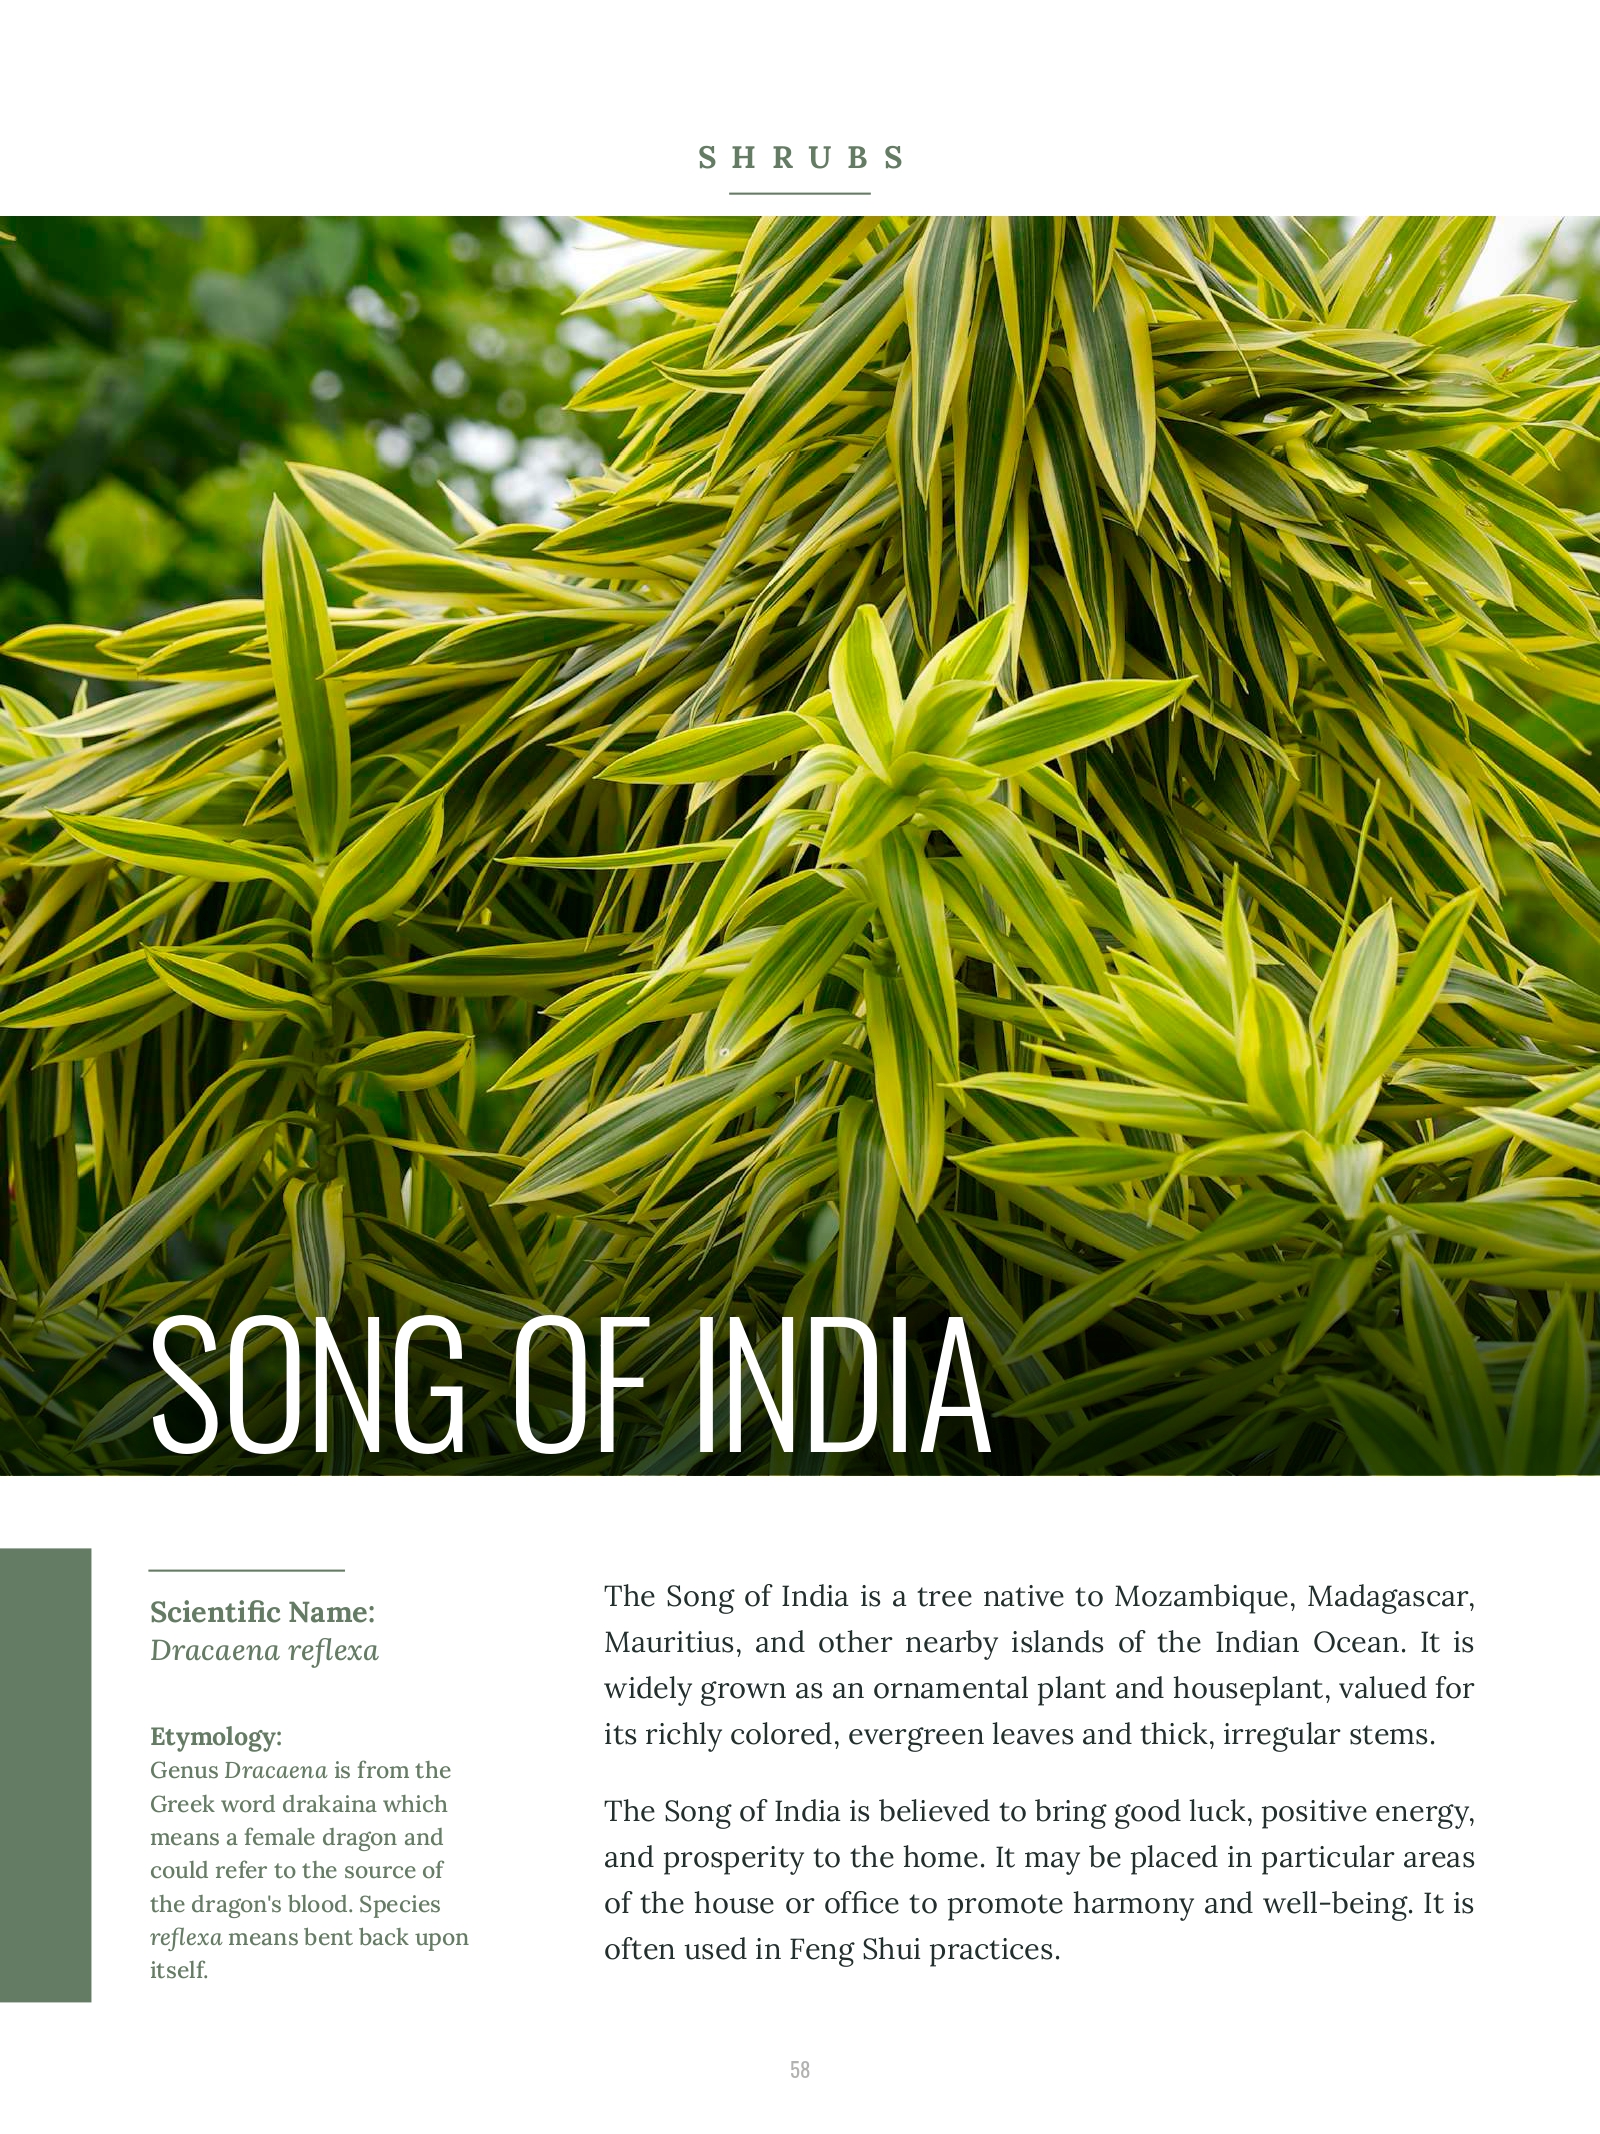 SHRUBS
SONG OF INDIA
Scientific Name:
Dracaena reflexa
Etymology:
Genus Dracaena is from the
Greek word drakaina which
means a female dragon and
could refer to the source of
the dragon's blood. Species
reflexa means bent back upon
itself.
The Song of India is a tree native to Mozambique, Madagascar,
Mauritius, and other nearby islands of the Indian Ocean. It is
widely grown as an ornamental plant and houseplant, valued for
its richly colored, evergreen leaves and thick, irregular stems.
The Song of India is believed to bring good luck, positive energy,
and prosperity to the home. It may be placed in particular areas
of the house or office to promote harmony and well-being. It is
often used in Feng Shui practices.
58